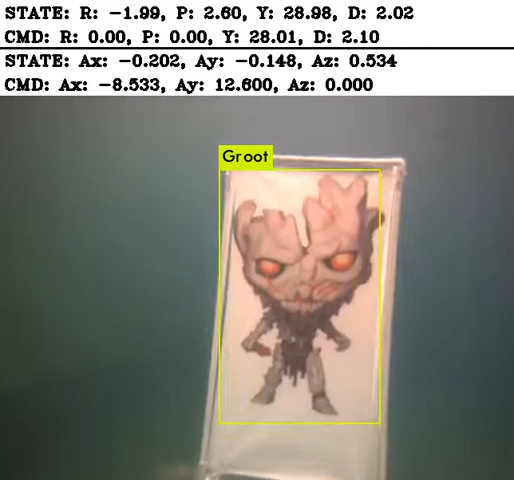 STATE: R: −1.99, P: 2.60, Y: 28.98, D: 2.02
CMD: R: 0.00, P: 0.00, Y: 28.01, D: 2.10
STATE: Ax: −0.202, Ay: −0.148, Az: 0.534
CMD: Ax: −8.533, Ay: 12.600, Az: 0.000
Groot